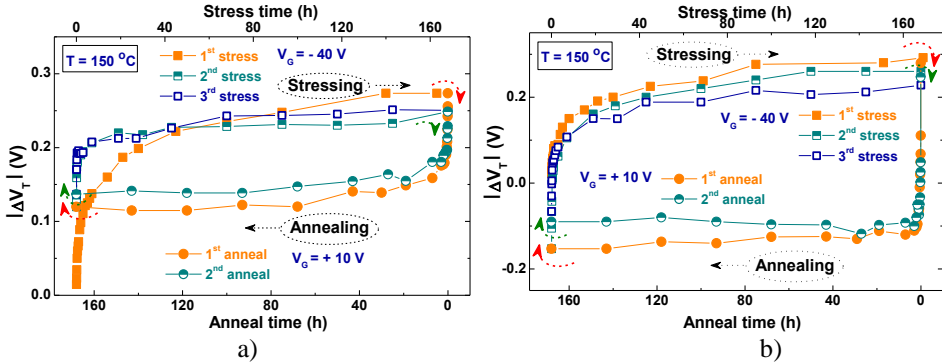 Stress time (h)
0 40 80 120 160
T = 150 °C
1st stress
2nd stress
3rd stress
VG = - 40 V
Stressing
|ΔVT| (V)
0.3
0.2
0.1
0.0
Annealing
1st anneal
2nd anneal
VG = + 10 V
160 120 80 40 0
Anneal time (h)
a)
Stress time (h)
0 40 80 120 160
Stressing
T = 150 °C
VG = - 40 V
1st stress
2nd stress
3rd stress
VG = + 10 V
1st anneal
2nd anneal
|ΔVT| (V)
0.2
0.0
-0.2
Annealing
160 120 80 40 0
Anneal time (h)
b)